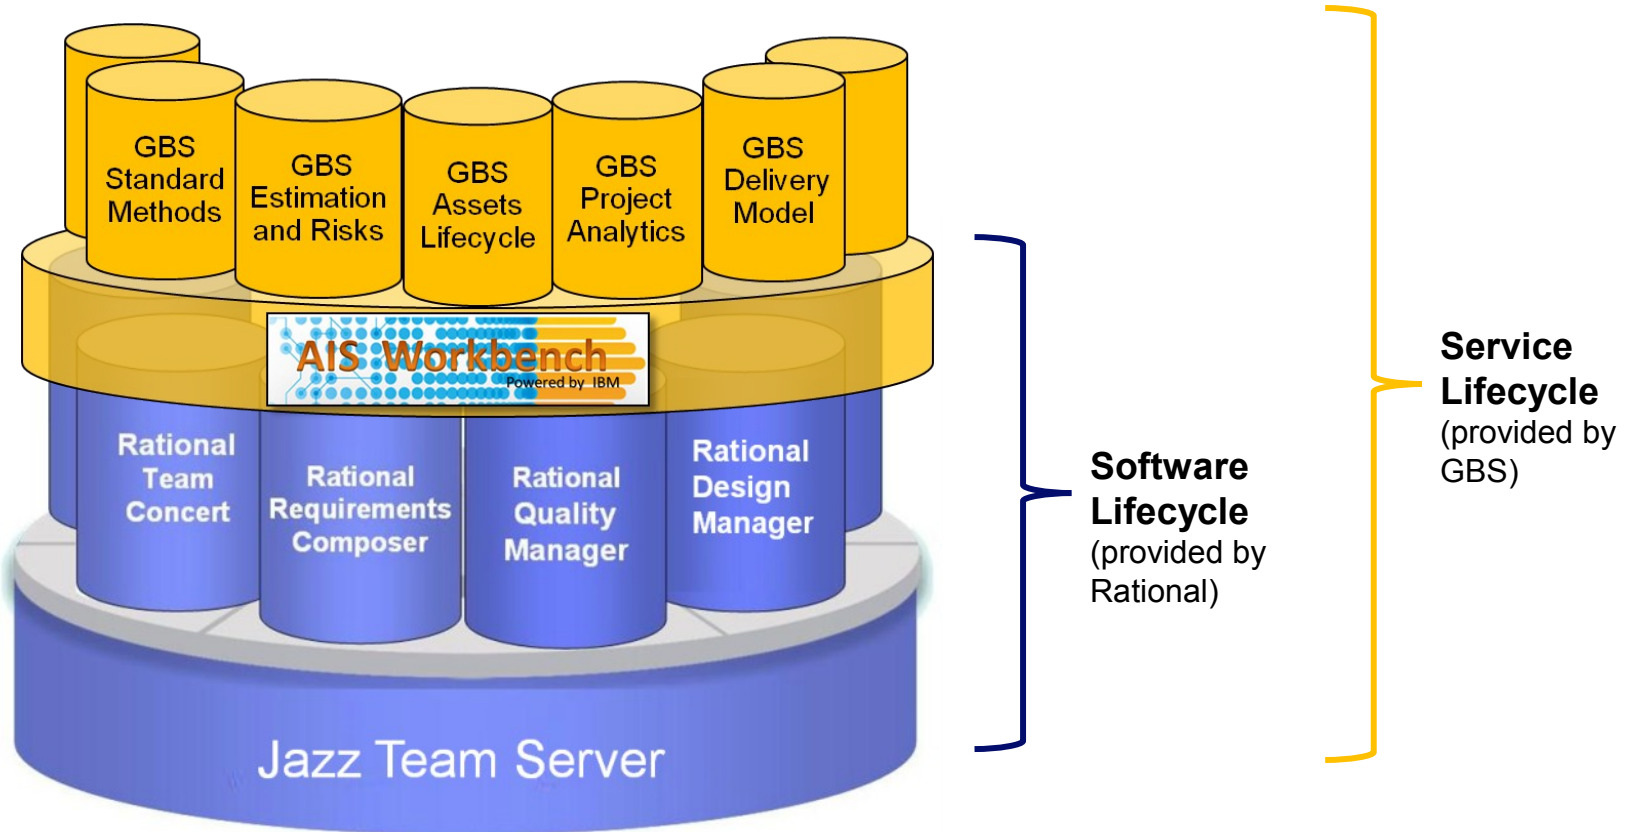 GBS
Standard
Methods
GBS
Estimation
and Risks
GBS
Assets
Lifecycle
GBS
Project
Analytics
GBS
Delivery
Model
AIS Workbench
Powered by IBM
Rational
Team
Concert
Rational
Requirements
Composer
Rational
Quality
Manager
Rational
Design
Manager
Jazz Team Server
Software
Lifecycle
(provided by
Rational)
Service
Lifecycle
(provided by
GBS)